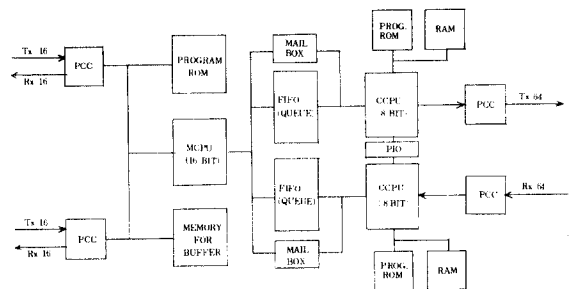 Tx 16
Rx 16
PCC
PROGRAM
ROM
MAIL
BOX
PROG.
ROM
RAM
FIFO
(QUEUE)
CCPU
(8 BIT)
PCC
Tx 64
MCPU
(16 BIT)
PIO
FIFO
(QUEUE)
CCPU
(8 BIT)
PCC
Rx 64
Tx 16
Rx 16
PCC
MEMORY
FOR
BUFFER
MAIL
BOX
PROG.
ROM
RAM